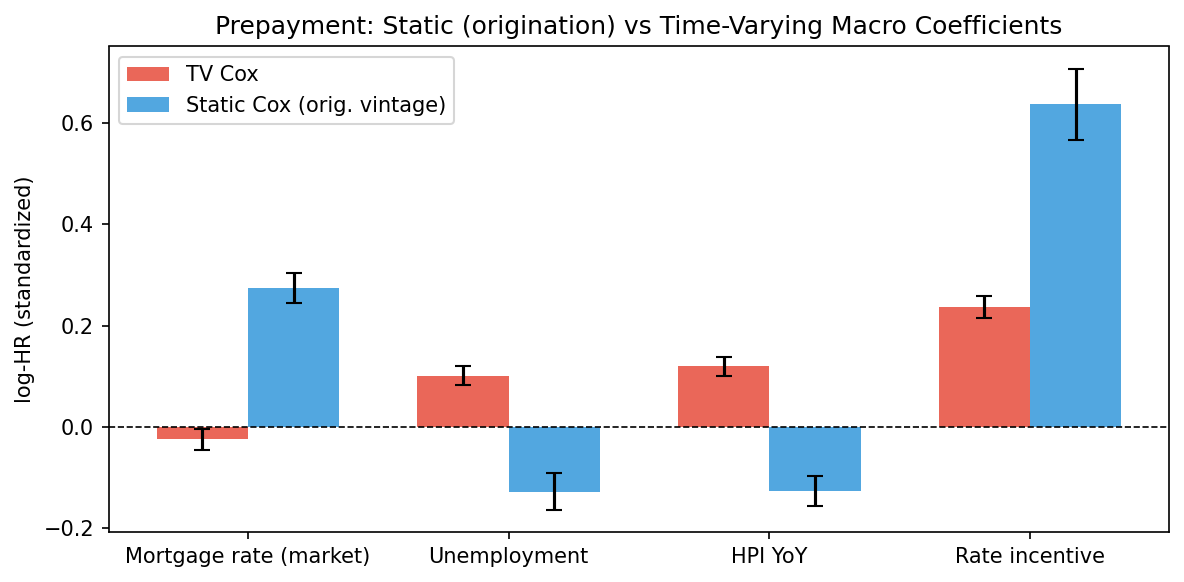 Prepayment: Static (origination) vs Time-Varying Macro Coefficients
TV Cox
Static Cox (orig. vintage)
log-HR (standardized)
0.6
0.4
0.2
0.0
−0.2
Mortgage rate (market)
Unemployment
HPI YoY
Rate incentive